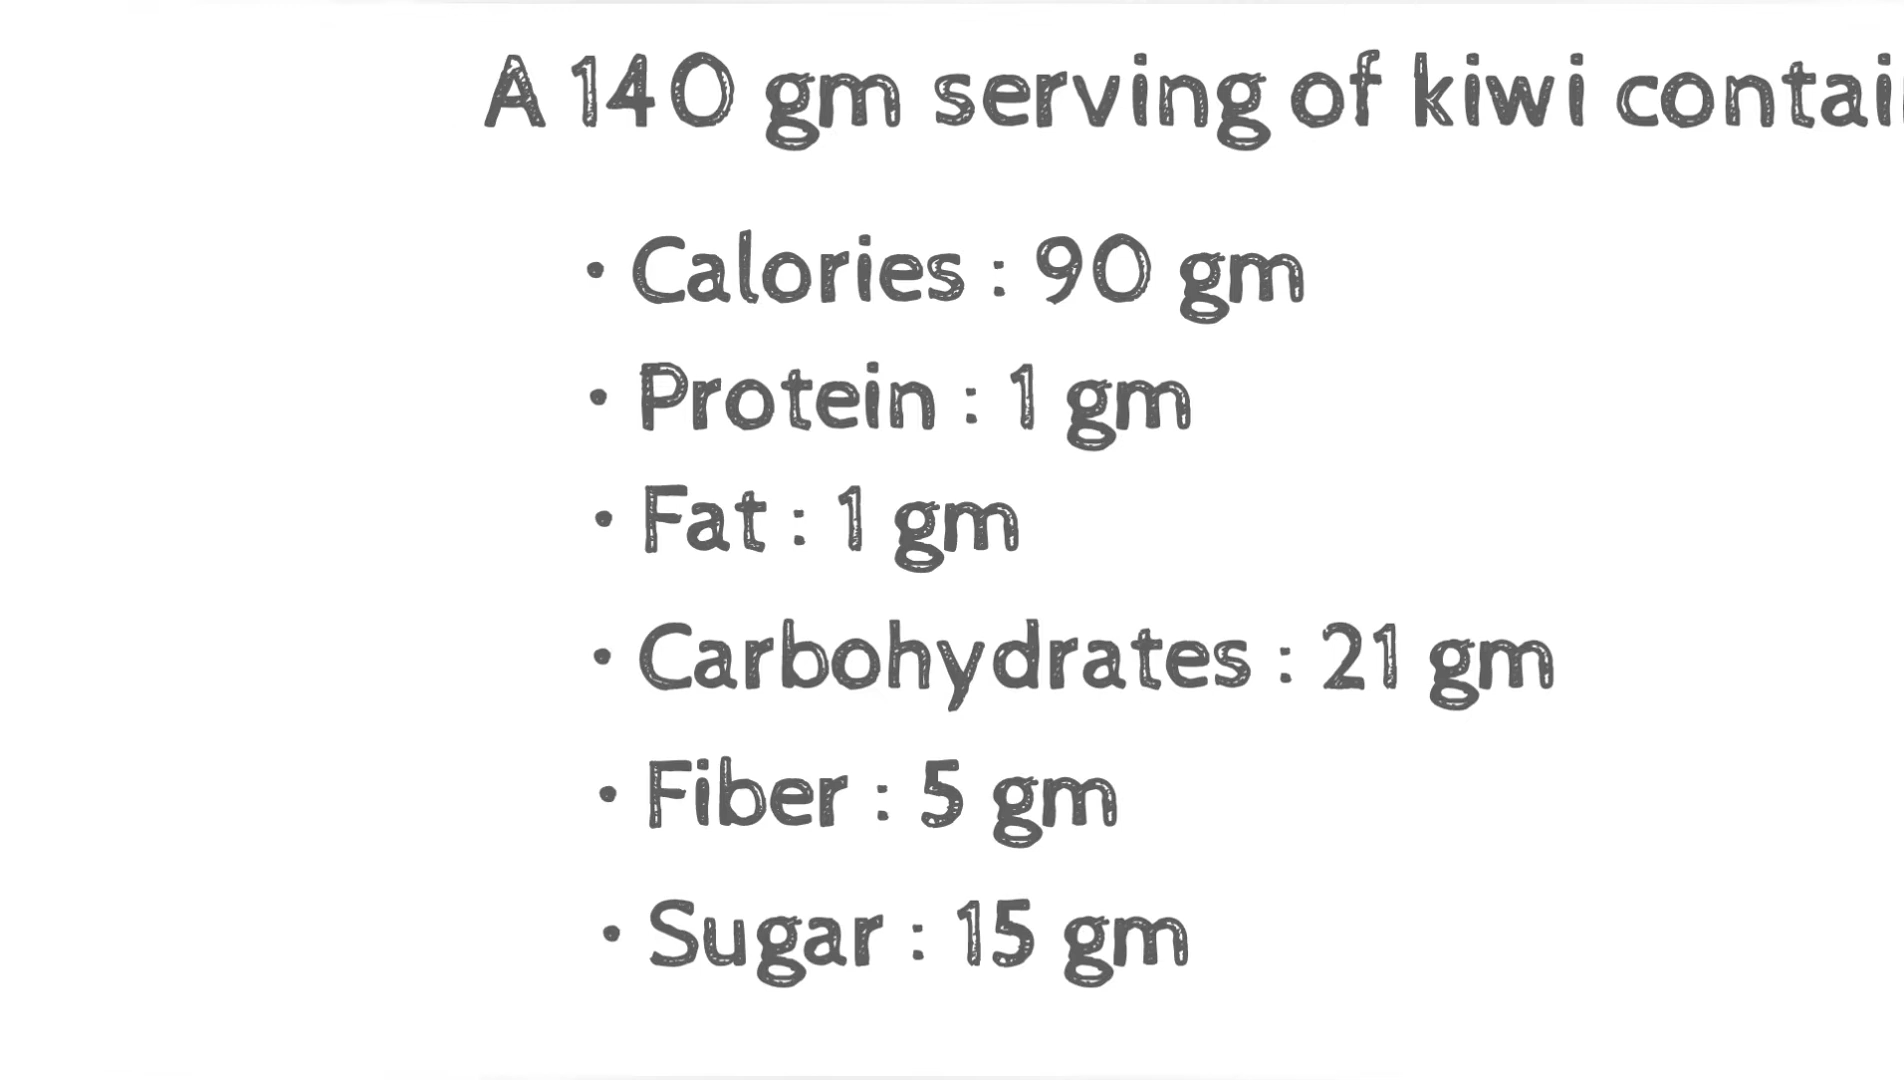 A 140 gm serving of kiwi contai
• Calories : 90 gm
• Protein : 1 gm
• Fat : 1 gm
• Carbohydrates : 21 gm
• Fiber : 5 gm
• Sugar : 15 gm